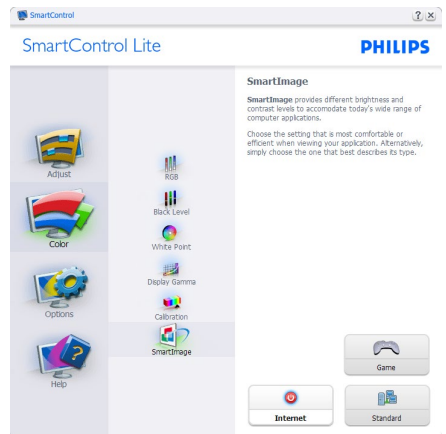 SmartControl
SmartControl Lite
PHILIPS
Adjust
Color
Options
Help
RGB
Black Level
White Point
Display Gamma
Calibration
SmartImage
SmartImage
SmartImage provides different brightness and
contrast levels to accomodate today's wide range of
computer applications.
Choose the setting that is most comfortable or
efficient when viewing your application. Alternatively,
simply choose the one that best describes its type.
Game
Internet
Standard